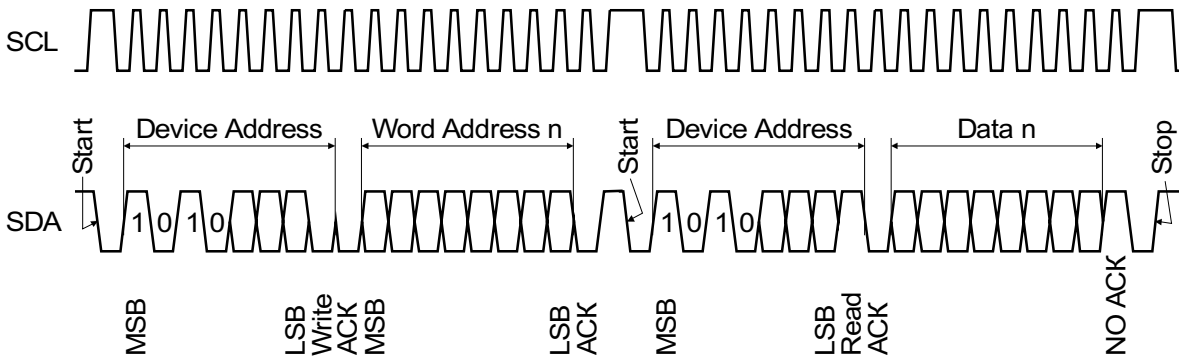 SCL
Start
Device Address
Word Address n
Start
Device Address
Data n
Stop
SDA
1 0 1 0
1 0 1 0
MSB
LSB
Write
ACK
MSB
LSB
ACK
MSB
LSB
Read
ACK
NO ACK